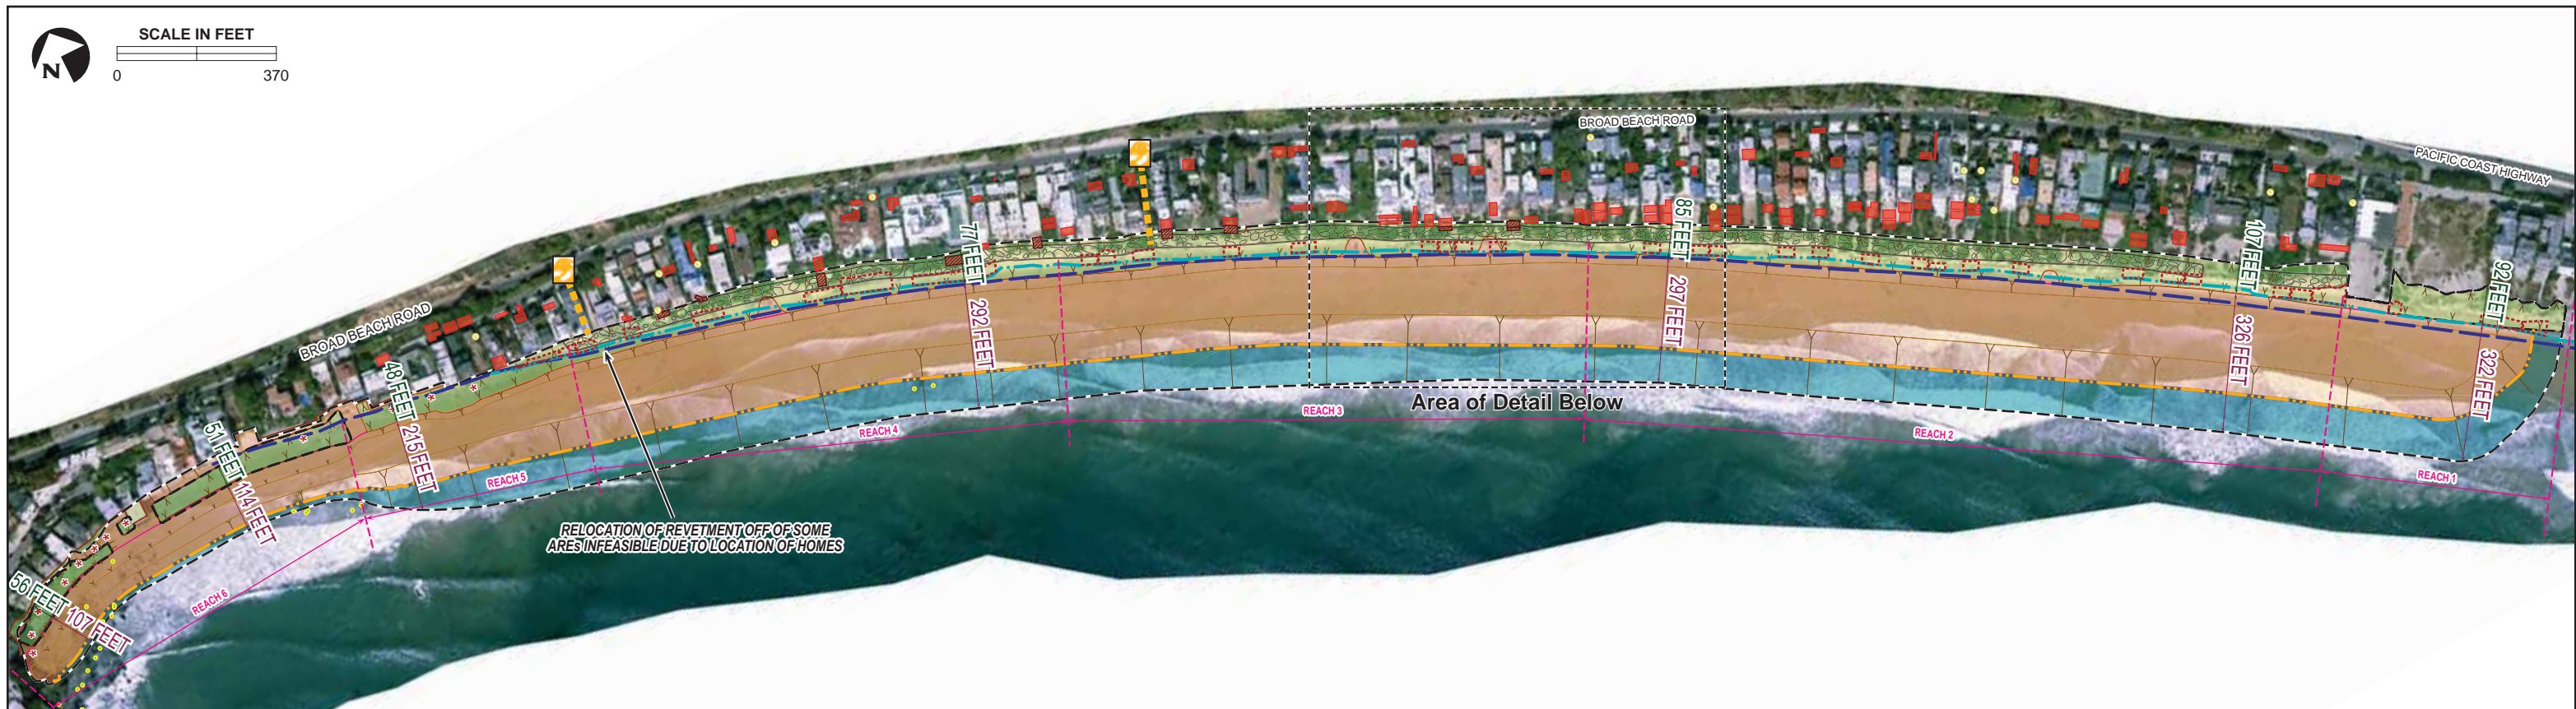 SCALE IN FEET
0 370
N
BROAD BEACH ROAD
BROAD BEACH ROAD
PACIFIC COAST HIGHWAY
56 FEET
107 FEET
51 FEET
114 FEET
48 FEET
215 FEET
77 FEET
292 FEET
85 FEET
297 FEET
107 FEET
326 FEET
92 FEET
322 FEET
Area of Detail Below
REACH 6
REACH 5
REACH 4
REACH 3
REACH 2
REACH 1
RELOCATION OF REVETMENT OFF OF SOME
AREs INFEASIBLE DUE TO LOCATION OF HOMES